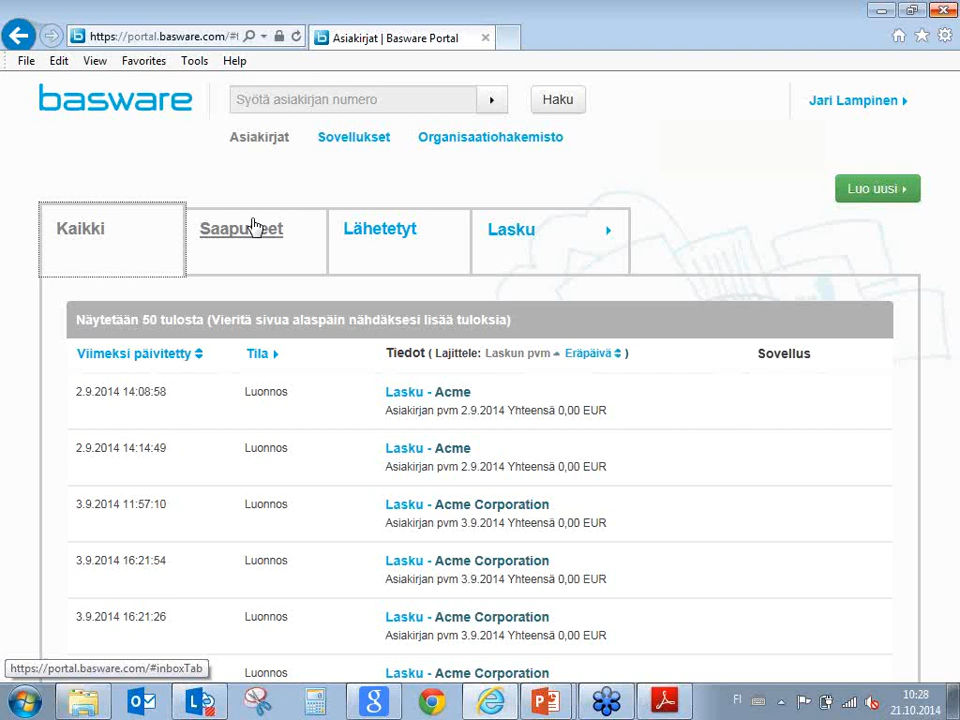 https://portal.basware.com/#t
Asiakirjat | Basware Portal
File Edit View Favorites Tools Help
basware
Syötä asiakirjan numero
Haku
Jari Lampinen
Asiakirjat Sovellukset Organisaatiohakemisto
Luo uusi
Kaikki Saapuneet Lähetetyt Lasku
Näytetään 50 tulosta (Vieritä sivua alaspäin nähdäksesi lisää tuloksia)
Viimeksi päivitetty Tila Tiedot ( Lajittele: Laskun pvm Eräpäivä ) Sovellus
2.9.2014 14:08:58 Luonnos Lasku - Acme
Asiakirjan pvm 2.9.2014 Yhteensä 0,00 EUR
2.9.2014 14:14:49 Luonnos Lasku - Acme
Asiakirjan pvm 2.9.2014 Yhteensä 0,00 EUR
3.9.2014 11:57:10 Luonnos Lasku - Acme Corporation
Asiakirjan pvm 3.9.2014 Yhteensä 0,00 EUR
3.9.2014 16:21:54 Luonnos Lasku - Acme Corporation
Asiakirjan pvm 3.9.2014 Yhteensä 0,00 EUR
3.9.2014 16:21:26 Luonnos Lasku - Acme Corporation
Asiakirjan pvm 3.9.2014 Yhteensä 0,00 EUR
Luonnos Lasku - Acme Corporation
https://portal.basware.com/#inboxTab
FI
10:28
21.10.2014